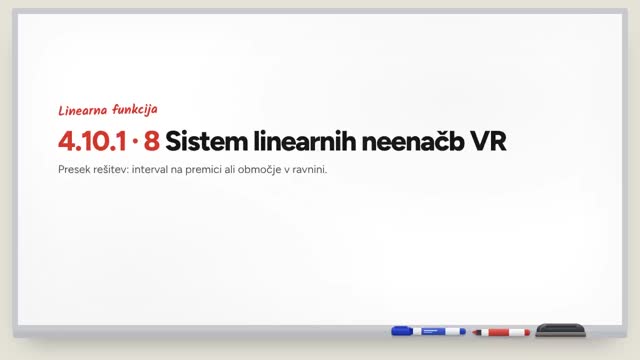 Linearna funkcija
4.10.1 · 8 Sistem linearnih neenačb VR
Presek rešitev: interval na premici ali območje v ravnini.